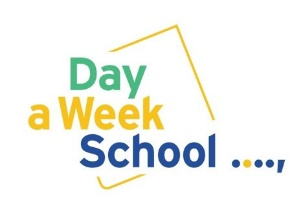 Day
a Week
School ....,